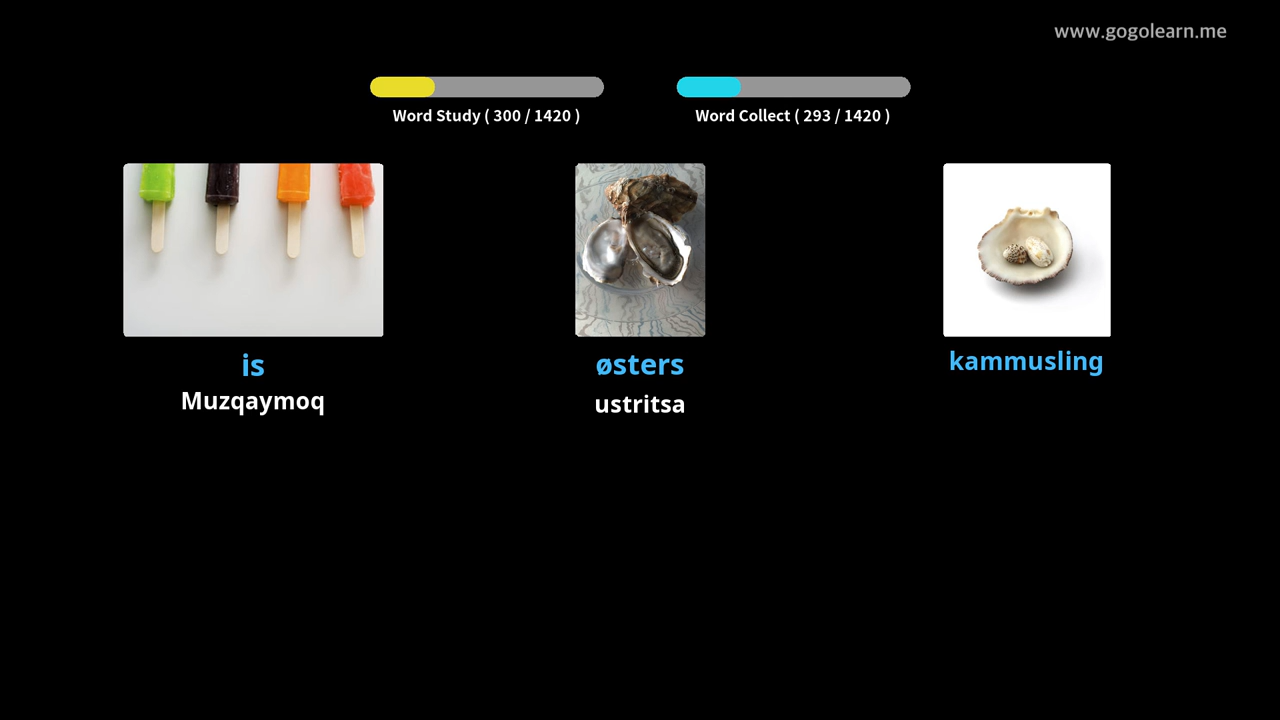 www.gogolearn.me
Word Study ( 300 / 1420 )
Word Collect ( 293 / 1420 )
is
Muzqaymoq
østers
ustritsa
kammusling